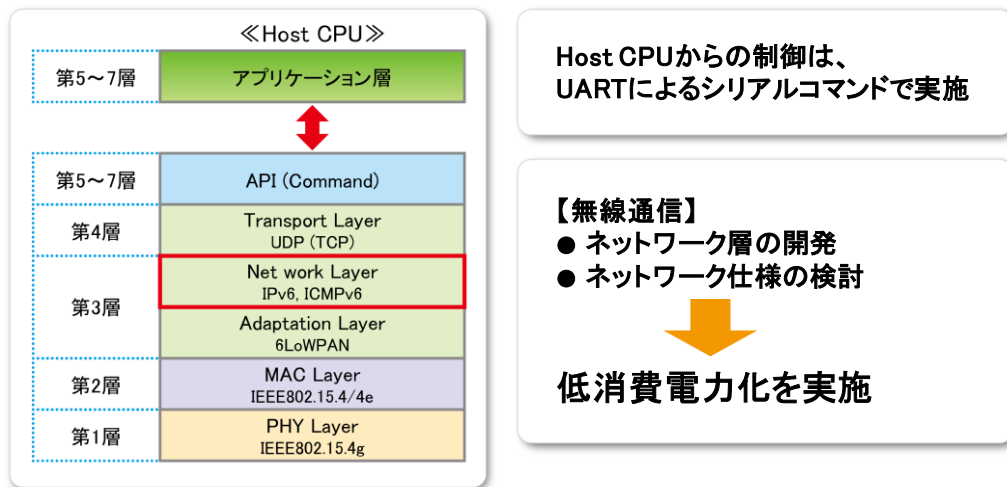 ≪Host CPU≫
第5～7層
アプリケーション層
第5～7層
API (Command)
第4層
Transport Layer
UDP (TCP)
第3層
Net work Layer
IPv6, ICMPv6
Adaptation Layer
6LoWPAN
第2層
MAC Layer
IEEE802.15.4/4e
第1層
PHY Layer
IEEE802.15.4g
Host CPUからの制御は、
UARTによるシリアルコマンドで実施
【無線通信】
● ネットワーク層の開発
● ネットワーク仕様の検討
低消費電力化を実施